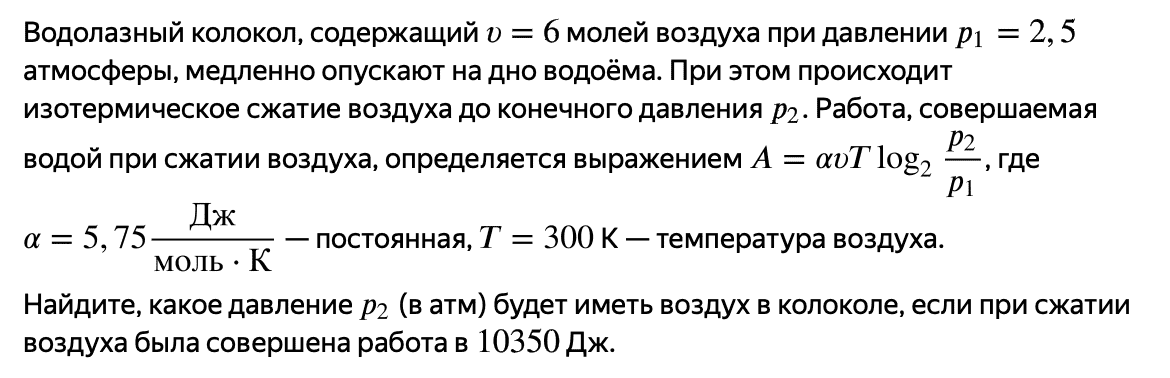 Водолазный колокол, содержащий υ = 6 молей воздуха при давлении p₁ = 2, 5
атмосферы, медленно опускают на дно водоёма. При этом происходит
изотермическое сжатие воздуха до конечного давления p₂. Работа, совершаемая
водой при сжатии воздуха, определяется выражением A = αυT log₂ p₂/p₁, где
α = 5, 75 Дж/(моль · К) — постоянная, T = 300 К — температура воздуха.
Найдите, какое давление p₂ (в атм) будет иметь воздух в колоколе, если при сжатии
воздуха была совершена работа в 10350 Дж.